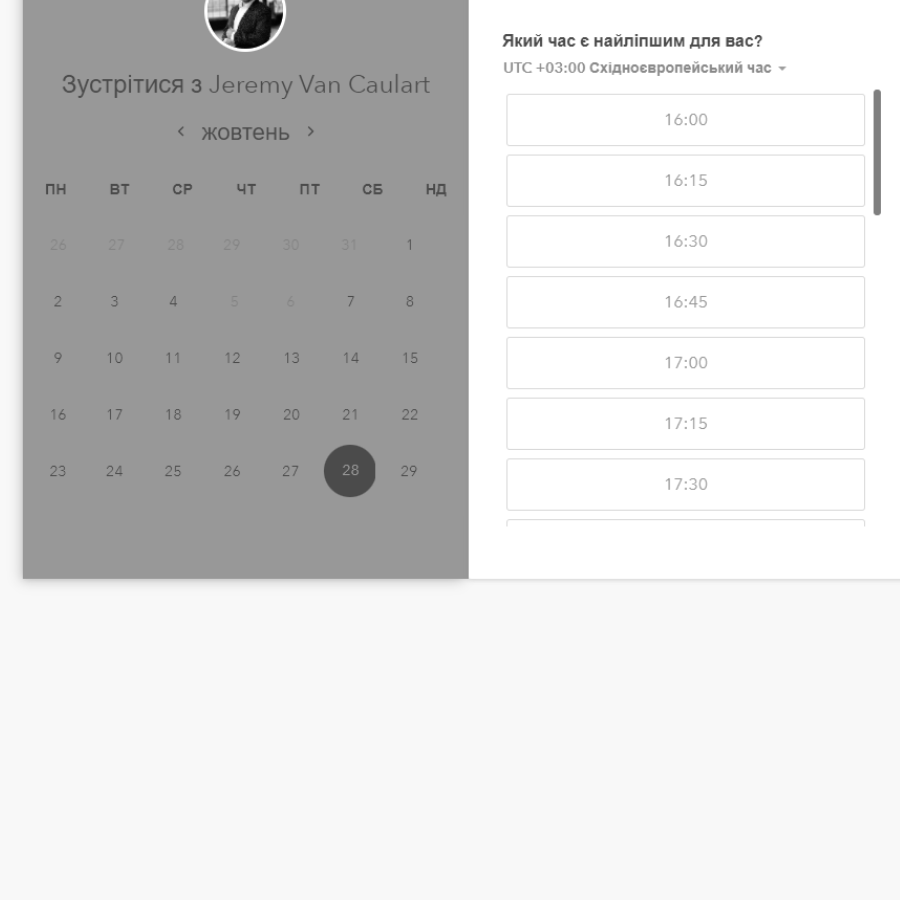 Зустрітися з Jeremy Van Caulart
жовтень
ПН ВТ СР ЧТ ПТ СБ НД
26 27 28 29 30 31 1
2 3 4 5 6 7 8
9 10 11 12 13 14 15
16 17 18 19 20 21 22
23 24 25 26 27 28 29
Який час є найліпшим для вас?
UTC +03:00 Східноєвропейський час
16:00
16:15
16:30
16:45
17:00
17:15
17:30